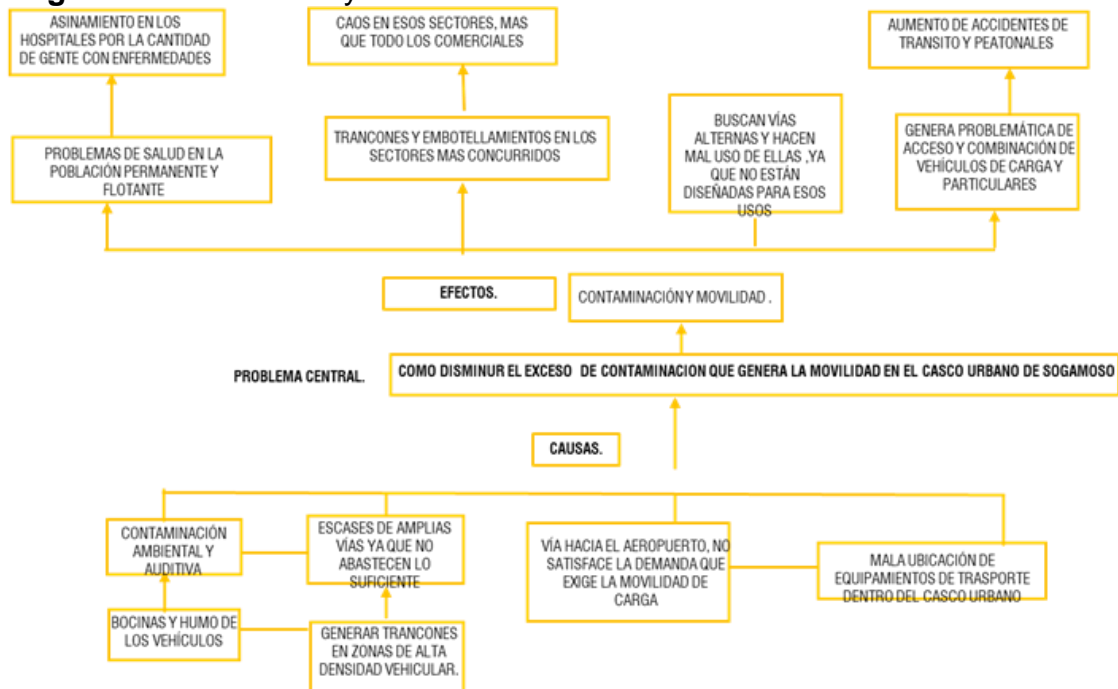 ASINAMIENTO EN LOS
HOSPITALES POR LA CANTIDAD
DE GENTE CON ENFERMEDADES
CAOS EN ESOS SECTORES, MAS
QUE TODO LOS COMERCIALES
AUMENTO DE ACCIDENTES DE
TRANSITO Y PEATONALES
PROBLEMAS DE SALUD EN LA
POBLACIÓN PERMANENTE Y
FLOTANTE
TRANCONES Y EMBOTELLAMIENTOS EN LOS
SECTORES MAS CONCURRIDOS
BUSCAN VÍAS
ALTERNAS Y HACEN
MAL USO DE ELLAS ,YA
QUE NO ESTÁN
DISEÑADAS PARA ESOS
USOS
GENERA PROBLEMÁTICA DE
ACCESO Y COMBINACIÓN DE
VEHÍCULOS DE CARGA Y
PARTICULARES
EFECTOS.
CONTAMINACIÓN Y MOVILIDAD .
PROBLEMA CENTRAL.
COMO DISMINUR EL EXCESO DE CONTAMINACION QUE GENERA LA MOVILIDAD EN EL CASCO URBANO DE SOGAMOSO
CAUSAS.
CONTAMINACIÓN
AMBIENTAL Y
AUDITIVA
ESCASES DE AMPLIAS
VÍAS YA QUE NO
ABASTECEN LO
SUFICIENTE
VÍA HACIA EL AEROPUERTO, NO
SATISFACE LA DEMANDA QUE
EXIGE LA MOVILIDAD DE
CARGA
MALA UBICACIÓN DE
EQUIPAMIENTOS DE TRASPORTE
DENTRO DEL CASCO URBANO
BOCINAS Y HUMO DE
LOS VEHÍCULOS
GENERAR TRANCONES
EN ZONAS DE ALTA
DENSIDAD VEHICULAR.